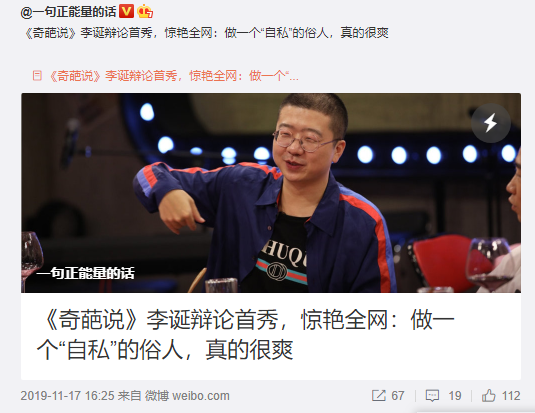 @一句正能量的话
《奇葩说》李诞辩论首秀，惊艳全网：做一个“自私”的俗人，真的很爽
《奇葩说》李诞辩论首秀，惊艳全网：做一个“...
HUQU
一句正能量的话
《奇葩说》李诞辩论首秀，惊艳全网：做一
个“自私”的俗人，真的很爽
2019-11-17 16:25 来自 微博 weibo.com 67 19 112